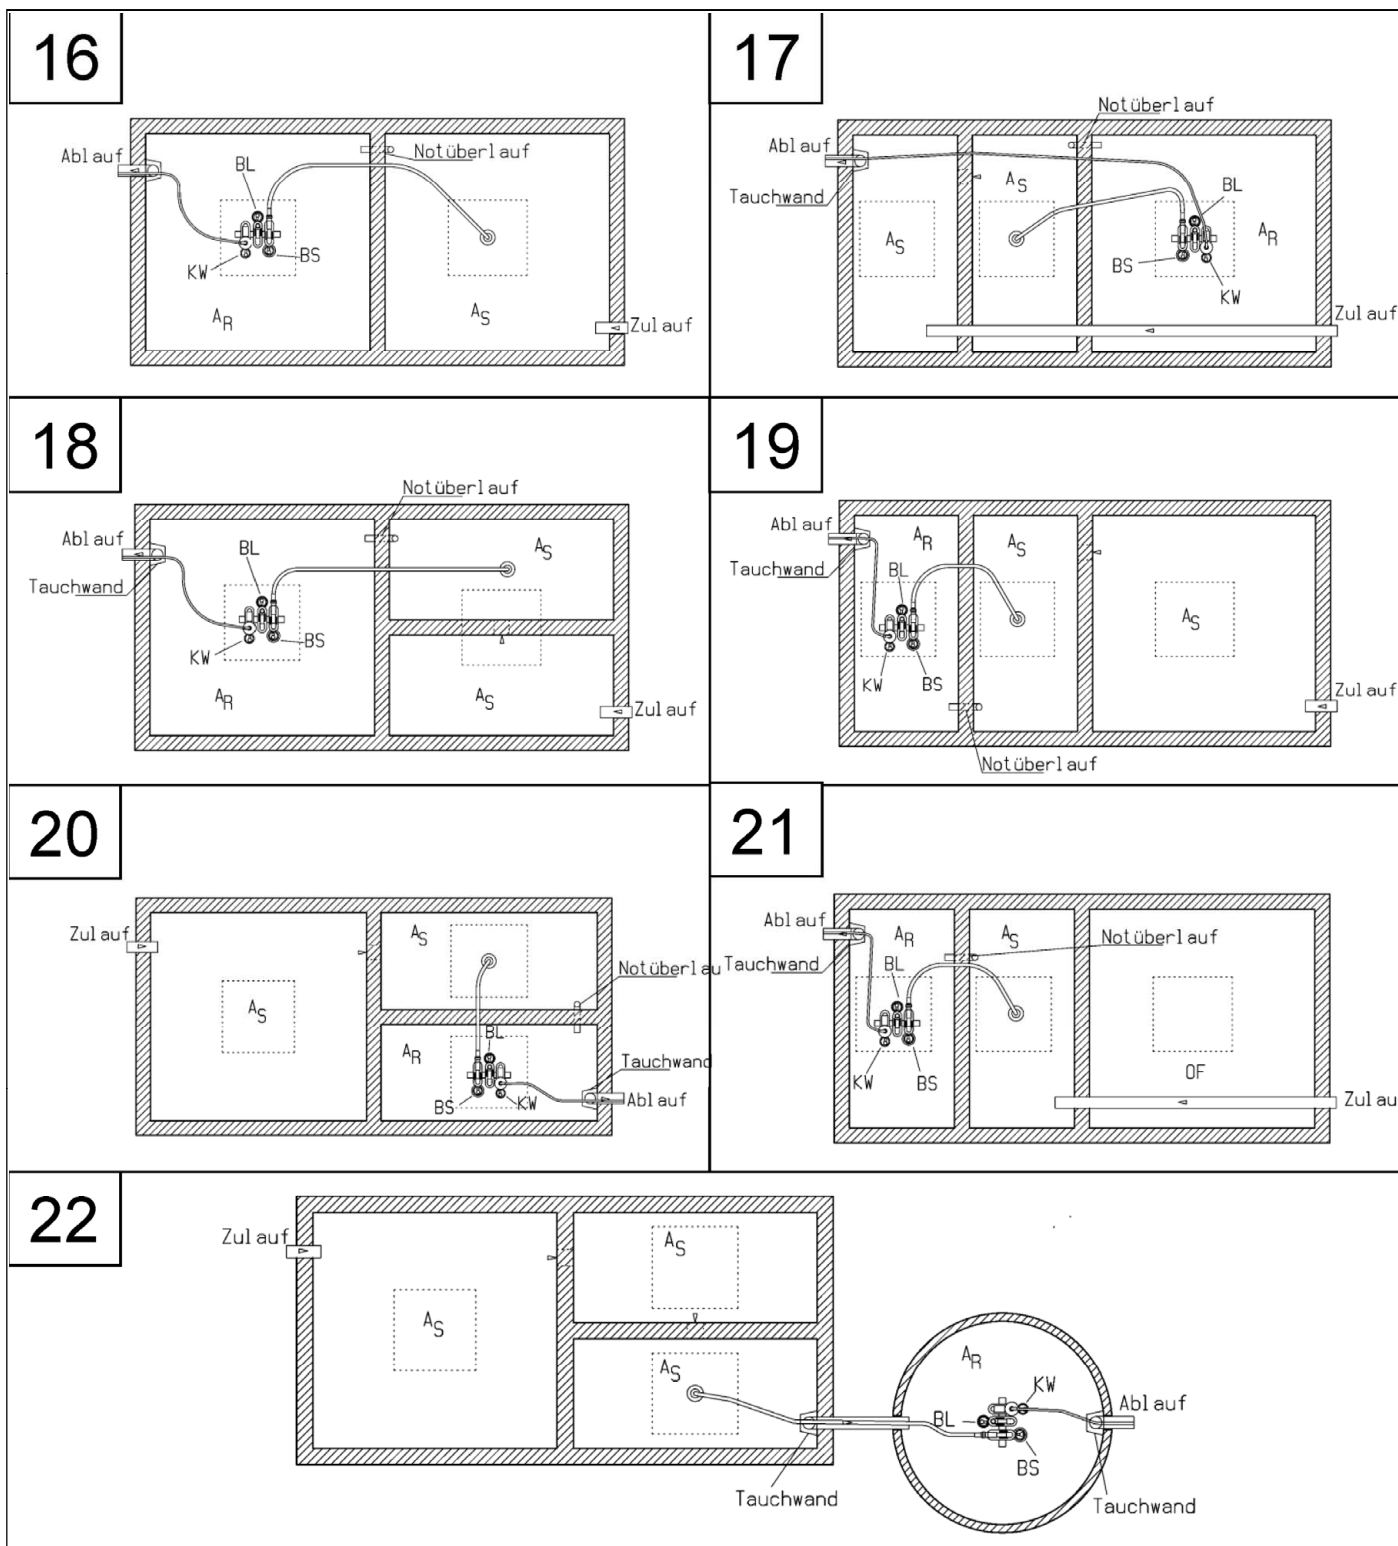 16
Ablauf
BL
Notüberlauf
KW
BS
AR
AS
Zulauf
17
Notüberlauf
Ablauf
Tauchwand
AS
BL
AS
AR
BS
KW
Zulauf
18
Notüberlauf
Ablauf
BL
AS
Tauchwand
KW
BS
AR
AS
Zulauf
19
Ablauf
AR
AS
Tauchwand
BL
AS
KW
BS
Zulauf
Notüberlauf
20
Zulauf
AS
Notüberlau
AS
BL
AR
Tauchwand
BS
KW
Ablauf
21
Ablauf
AR
AS
Notüberlauf
Tauchwand
BL
KW
BS
OF
Zulau
22
Zulauf
AS
AS
AR
AS
KW
Ablauf
BL
BS
Tauchwand
Tauchwand